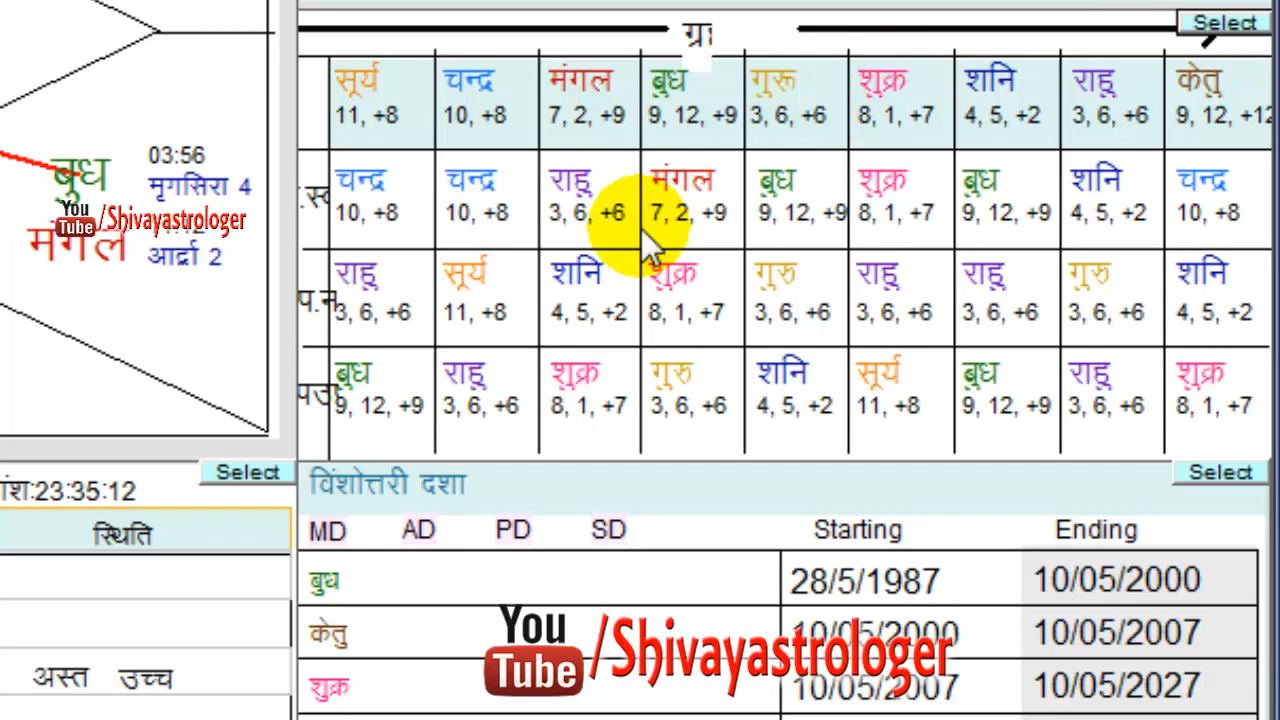 Select
सूर्य चन्द्र मंगल बुध गुरू शुक्र शनि राहू केतु
11, +8 10, +8 7, 2, +9 9, 12, +9 3, 6, +6 8, 1, +7 4, 5, +2 3, 6, +6 9, 12, +12
चन्द्र चन्द्र राहू मंगल बुध शुक्र बुध शनि चन्द्र
10, +8 10, +8 3, 6, +6 7, 2, +9 9, 12, +9 8, 1, +7 9, 12, +9 4, 5, +2 10, +8
राहू सूर्य शनि शुक्र गुरु राहू राहू गुरु शनि
3, 6, +6 11, +8 4, 5, +2 8, 1, +7 3, 6, +6 3, 6, +6 3, 6, +6 3, 6, +6 4, 5, +2
बुध राहू शुक्र गुरु शनि सूर्य बुध राहू शुक्र
9, 12, +9 3, 6, +6 8, 1, +7 3, 6, +6 4, 5, +2 11, +8 9, 12, +9 3, 6, +6 8, 1, +7
03:56
बुध मृगसिरा 4
You Tube /Shivayastrologer
मंगल आर्द्रा 2
Select
ांश:23:35:12
स्थिति
अस्त उच्च
विंशोत्तरी दशा Select
MD AD PD SD Starting Ending
बुध 28/5/1987 10/05/2000
केतु 10/05/2000 10/05/2007
शुक्र 10/05/2007 10/05/2027
You Tube /Shivayastrologer